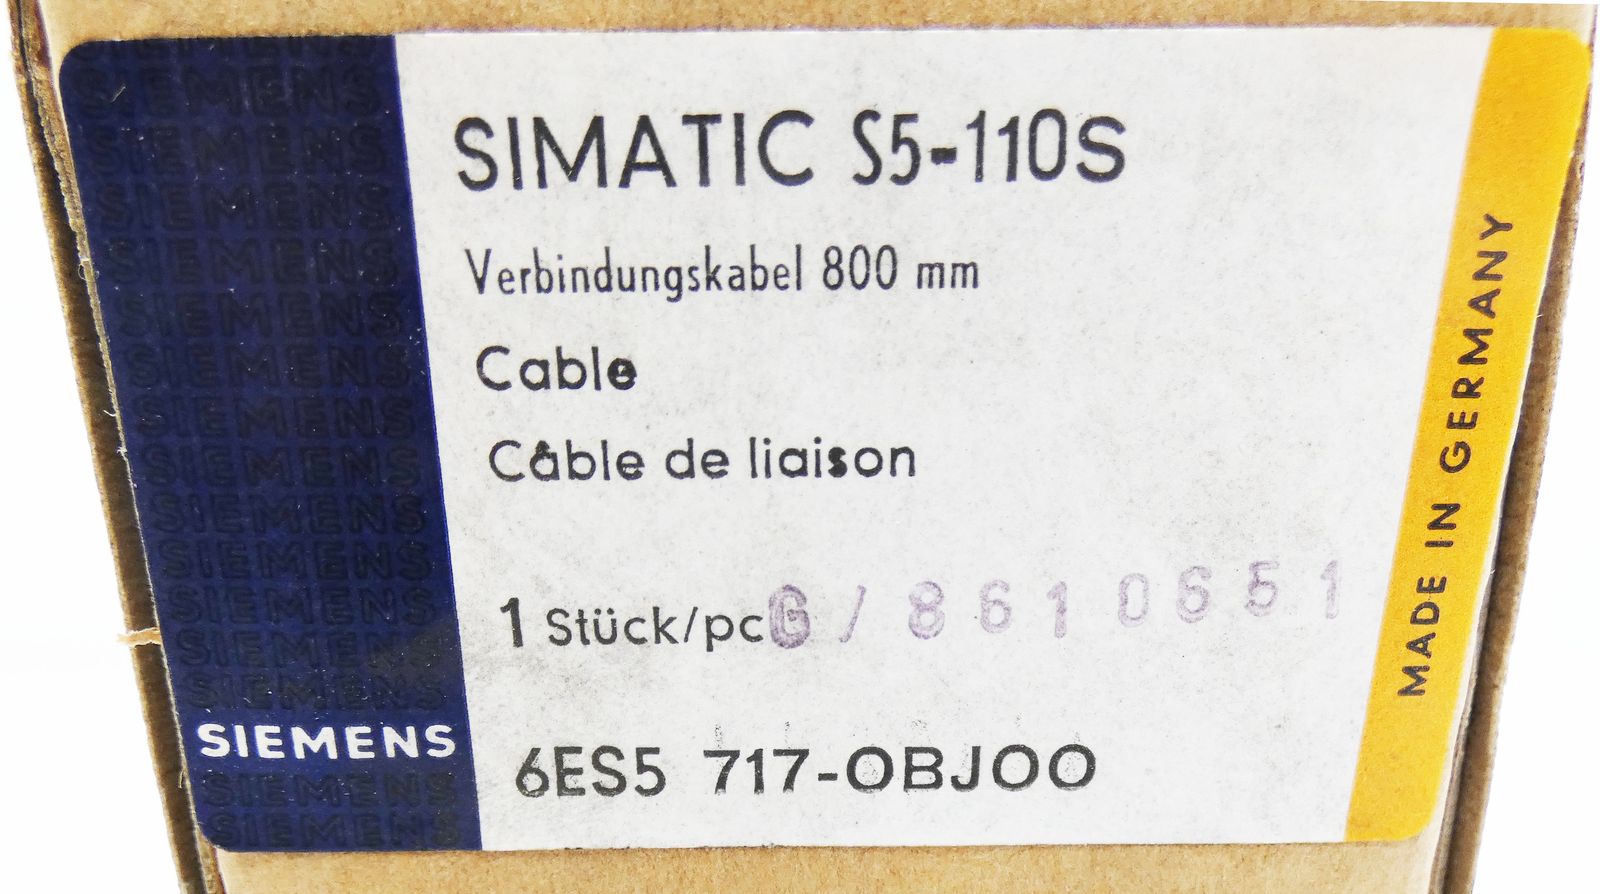 SIMATIC S5-110S
Verbindungskabel 800 mm
Cable
Câble de liaison
1 Stück/pc G/8610651
6ES5 717-0BJ00
SIEMENS
MADE IN GERMANY